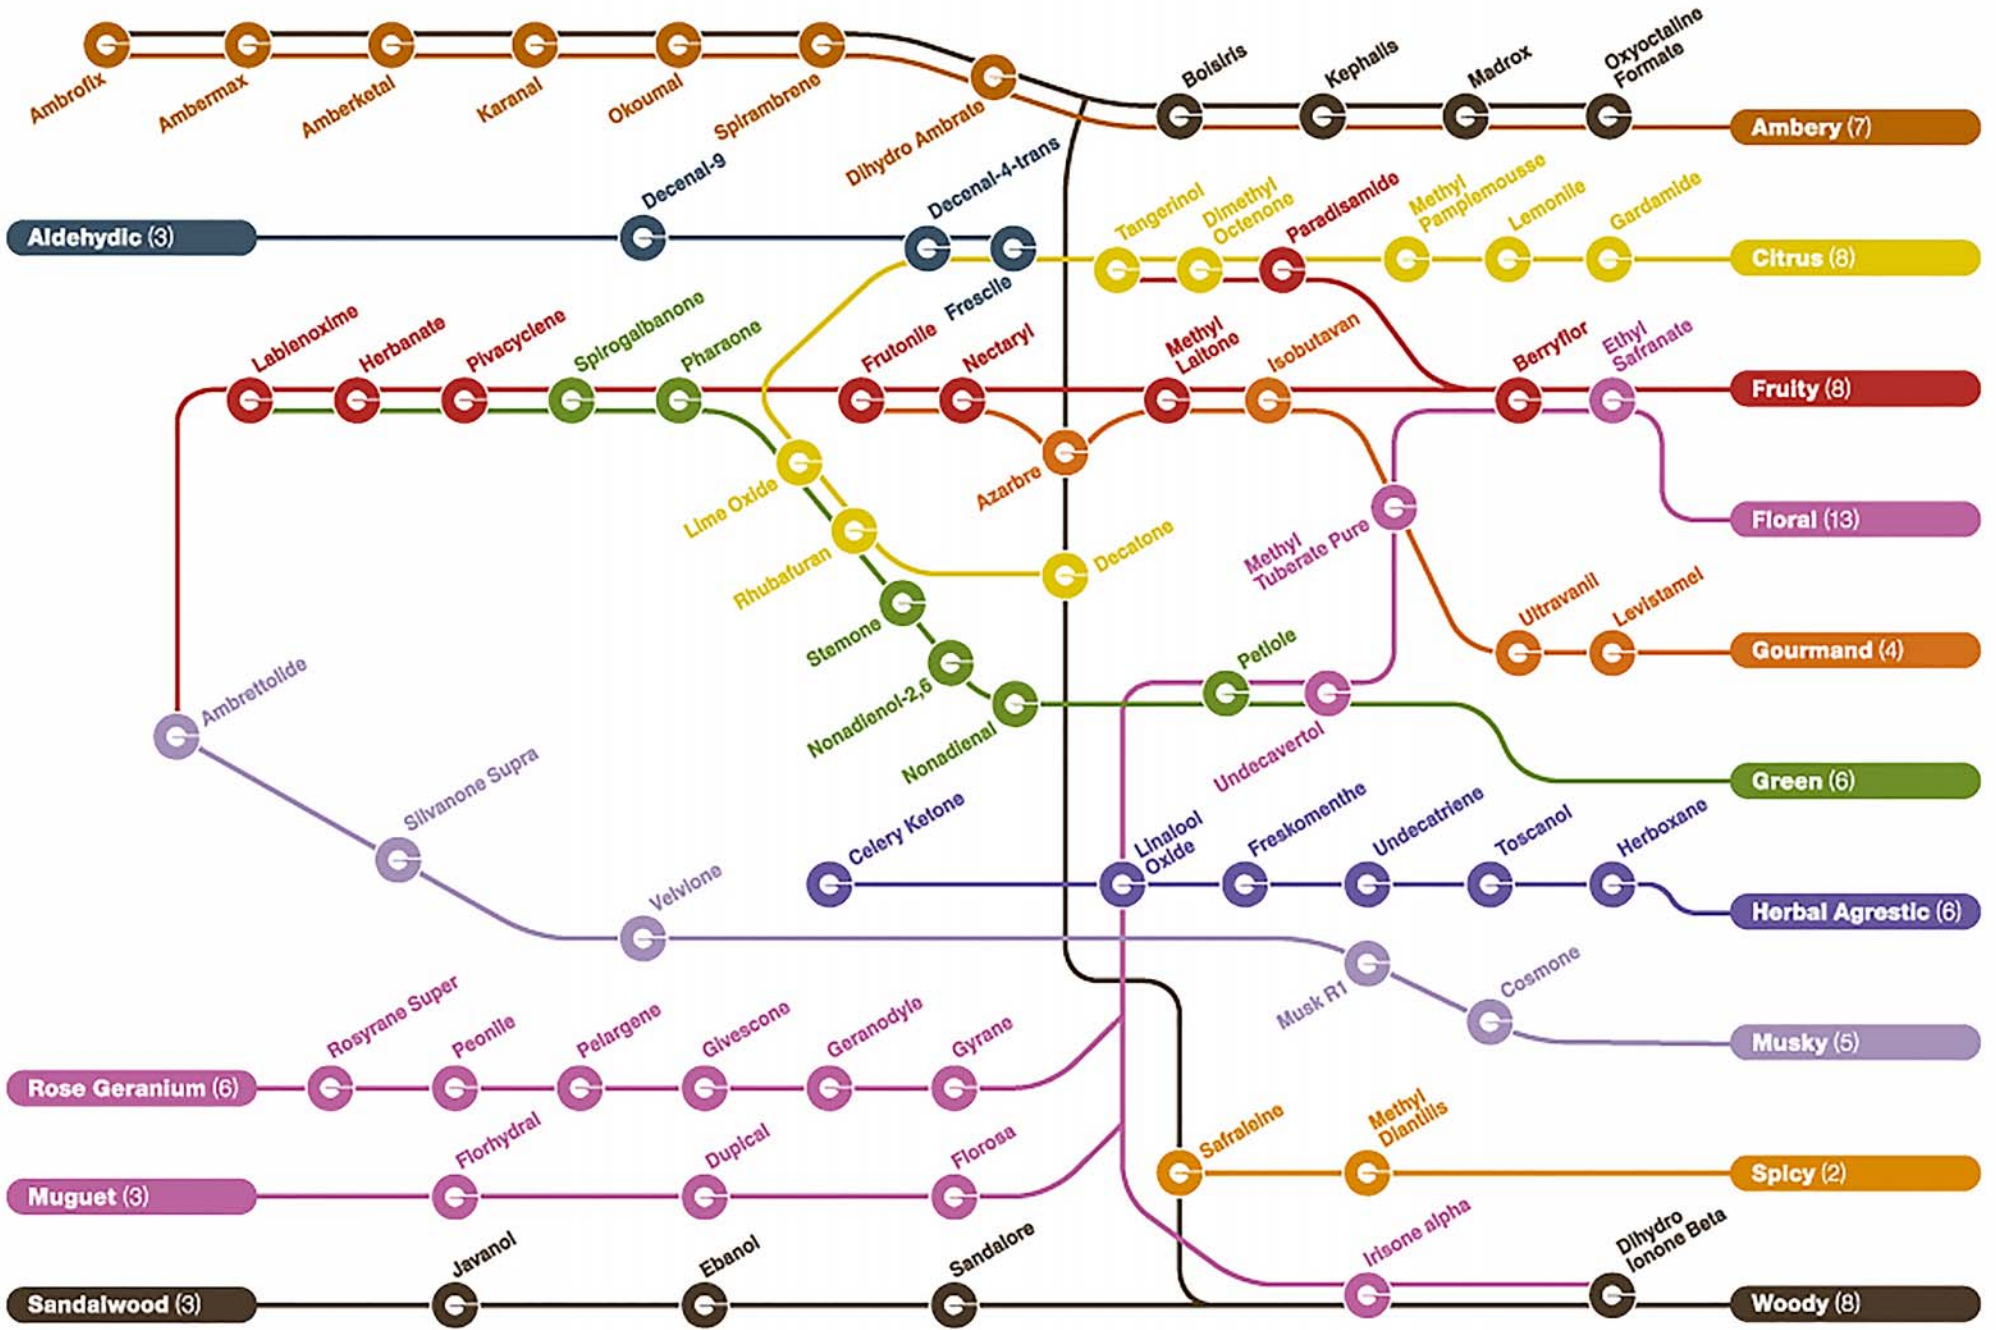 Ambrofix
Ambermax
Amberketal
Karanal
Okoumal
Spirambrene
Dihydro Ambrate
Boisiris
Kephalis
Madrox
Oxyoctaline
Formate
Ambery (7)
Aldehydic (3)
Decenal-9
Decenal-4-trans
Frescile
Tangerinol
Dimethyl
Octenone
Paradisamide
Methyl
Pamplemousse
Lemonile
Gardamide
Citrus (8)
Labienoxime
Herbanate
Pivacyclene
Spirogalbanone
Pharaone
Frutonile
Nectaryl
Methyl
Laitone
Isobutavan
Berryflor
Ethyl
Safranate
Fruity (8)
Lime Oxide
Rhubafuran
Azarbre
Decatone
Methyl
Tuberate Pure
Floral (13)
Stemone
Nonadienol-2,6
Nonadienal
Petiole
Undecavertol
Ultravanil
Levistamel
Gourmand (4)
Green (6)
Ambrettolide
Silvanone Supra
Velvione
Celery Ketone
Linalool
Oxide
Freskomenthe
Undecatriene
Toscanol
Herboxane
Herbal Agrestic (6)
Musk R1
Cosmone
Musky (5)
Rose Geranium (6)
Rosyrane Super
Peonile
Pelargene
Givescone
Geranodyle
Gyrane
Muguet (3)
Florhydral
Dupical
Florosa
Safraleine
Methyl
Diantilis
Spicy (2)
Sandalwood (3)
Javanol
Ebanol
Sandalore
Irisone alpha
Dihydro
Ionone Beta
Woody (8)